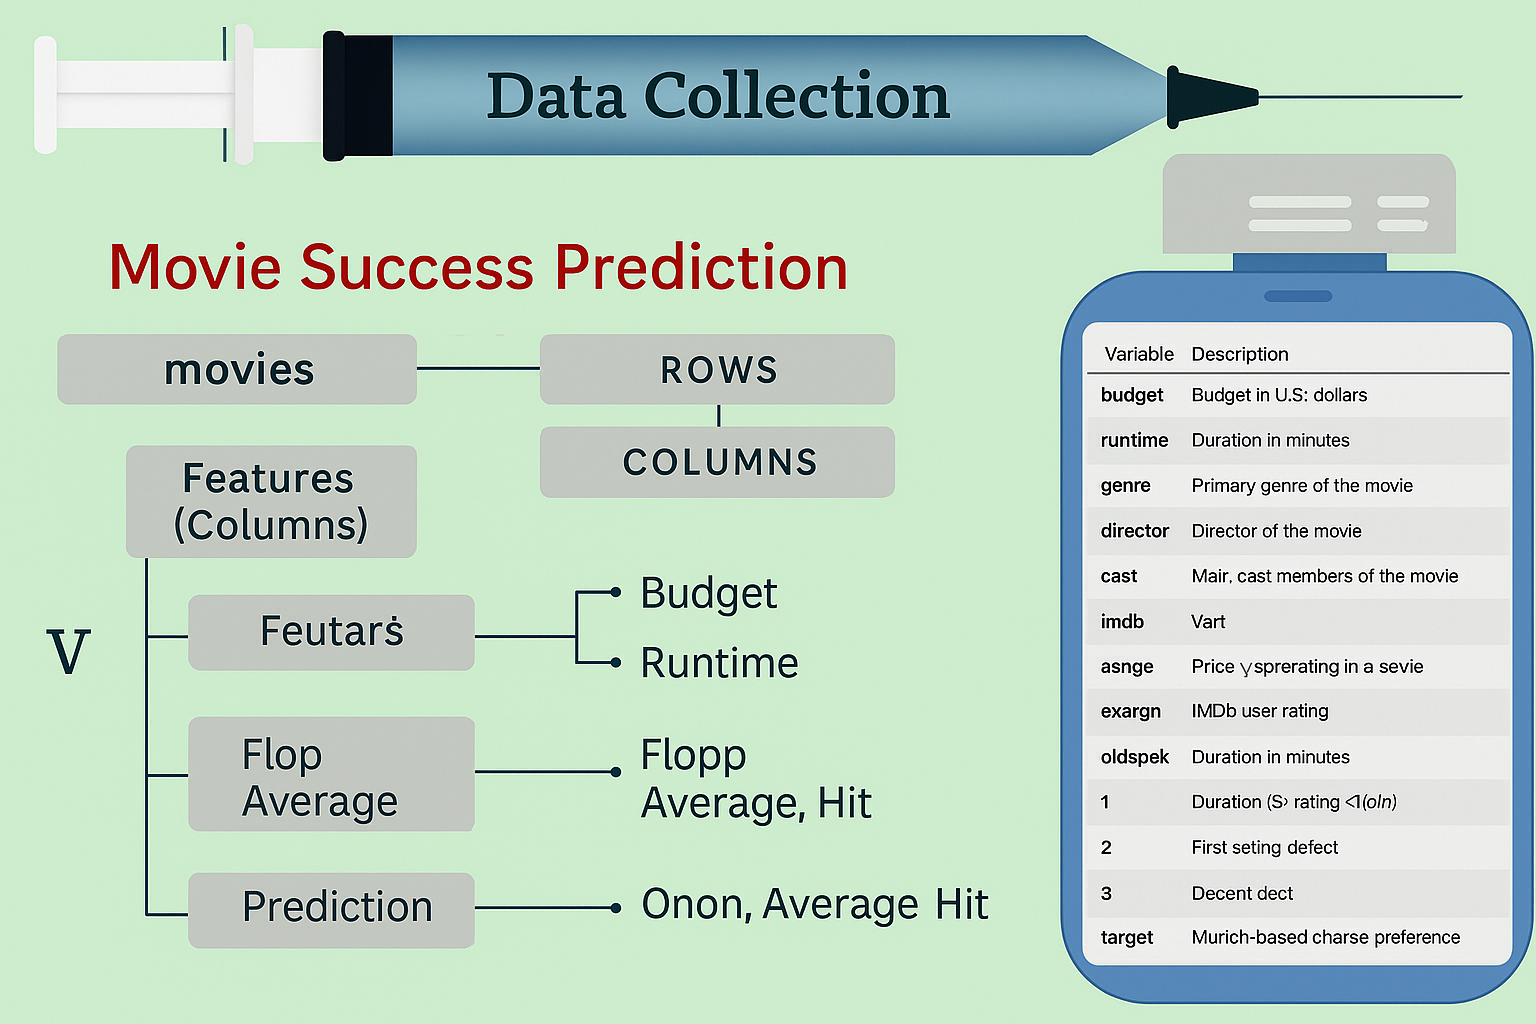 Data Collection
Movie Success Prediction
movies
ROWS
COLUMNS
Features
(Columns)
V
Feutarṡ
Budget
Runtime
Flop
Average
Flopp
Average, Hit
Prediction
Onon, Average Hit
Variable Description
budget Budget in U.S: dollars
runtime Duration in minutes
genre Primary genre of the movie
director Director of the movie
cast Mair. cast members of the movie
imdb Vart
asnge Price ysprerating in a sevie
exargn IMDb user rating
oldspek Duration in minutes
1 Duration (S› rating
2 First seting defect
3 Decent dect
target Murich-based charse preference